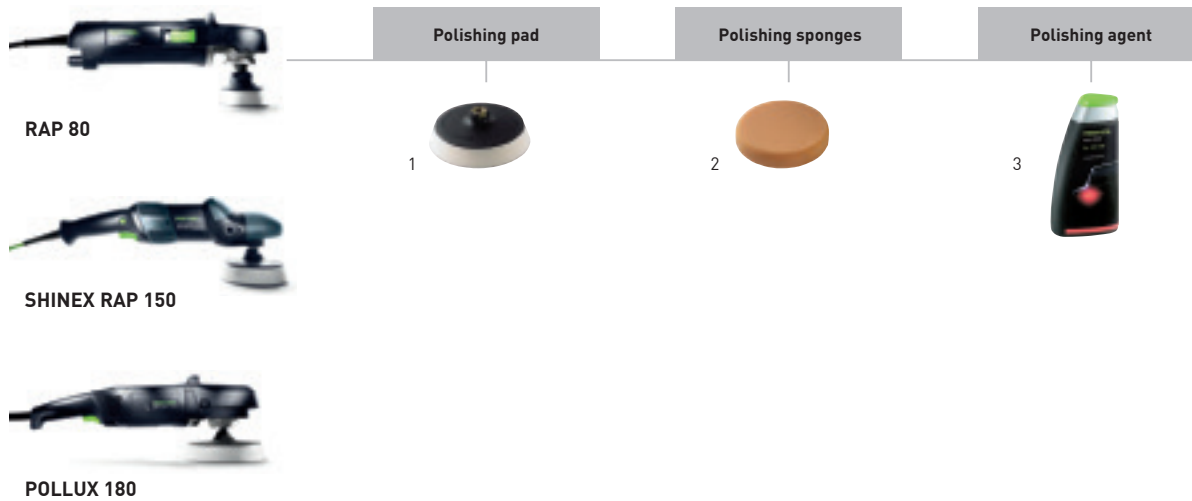 Polishing pad
Polishing sponges
Polishing agent
RAP 80
1
2
3
SHINEX RAP 150
POLLUX 180